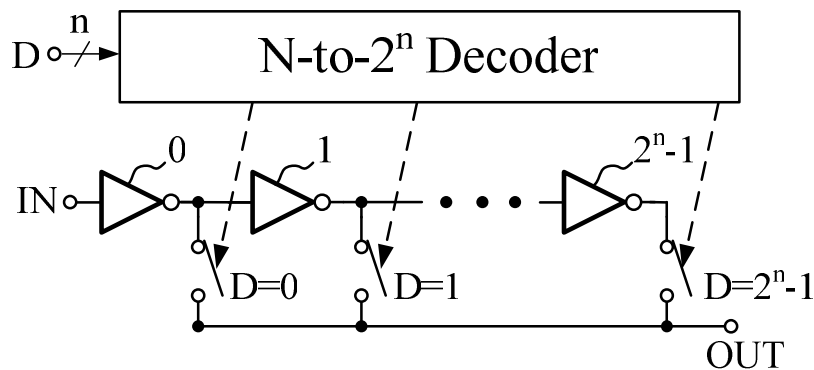 n
D
N-to-2ⁿ Decoder
0
1
2ⁿ-1
IN
D=0
D=1
D=2ⁿ-1
OUT